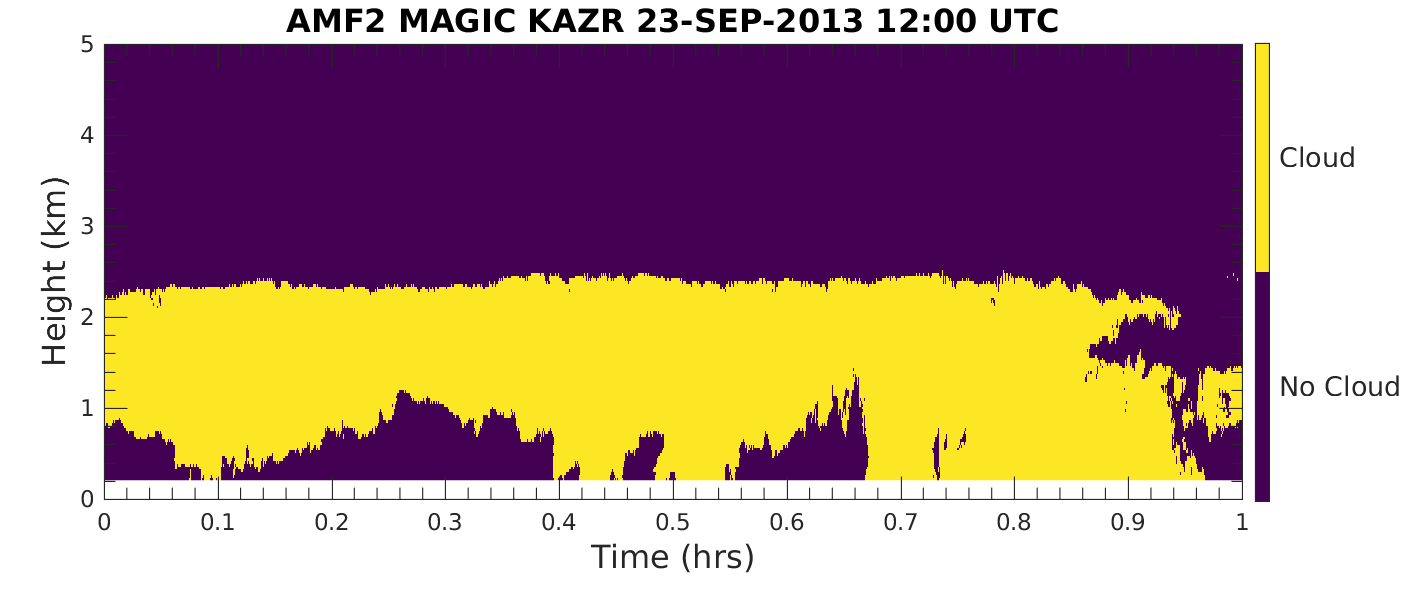 AMF2 MAGIC KAZR 23-SEP-2013 12:00 UTC
5
4
3
2
1
0
Height (km)
0 0.1 0.2 0.3 0.4 0.5 0.6 0.7 0.8 0.9 1
Time (hrs)
Cloud
No Cloud